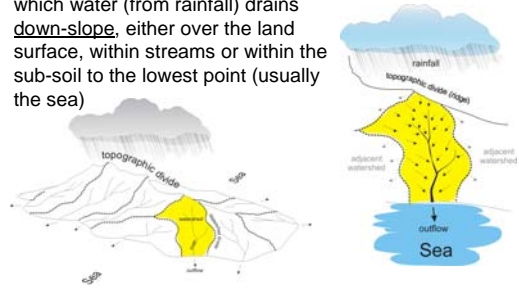 which water (from rainfall) drains
down-slope, either over the land
surface, within streams or within the
sub-soil to the lowest point (usually
the sea)
topographic divide
Sea
watershed
outflow
Sea
rainfall
topographic divide (ridge)
adjacent
watershed
adjacent
watershed
outflow
Sea